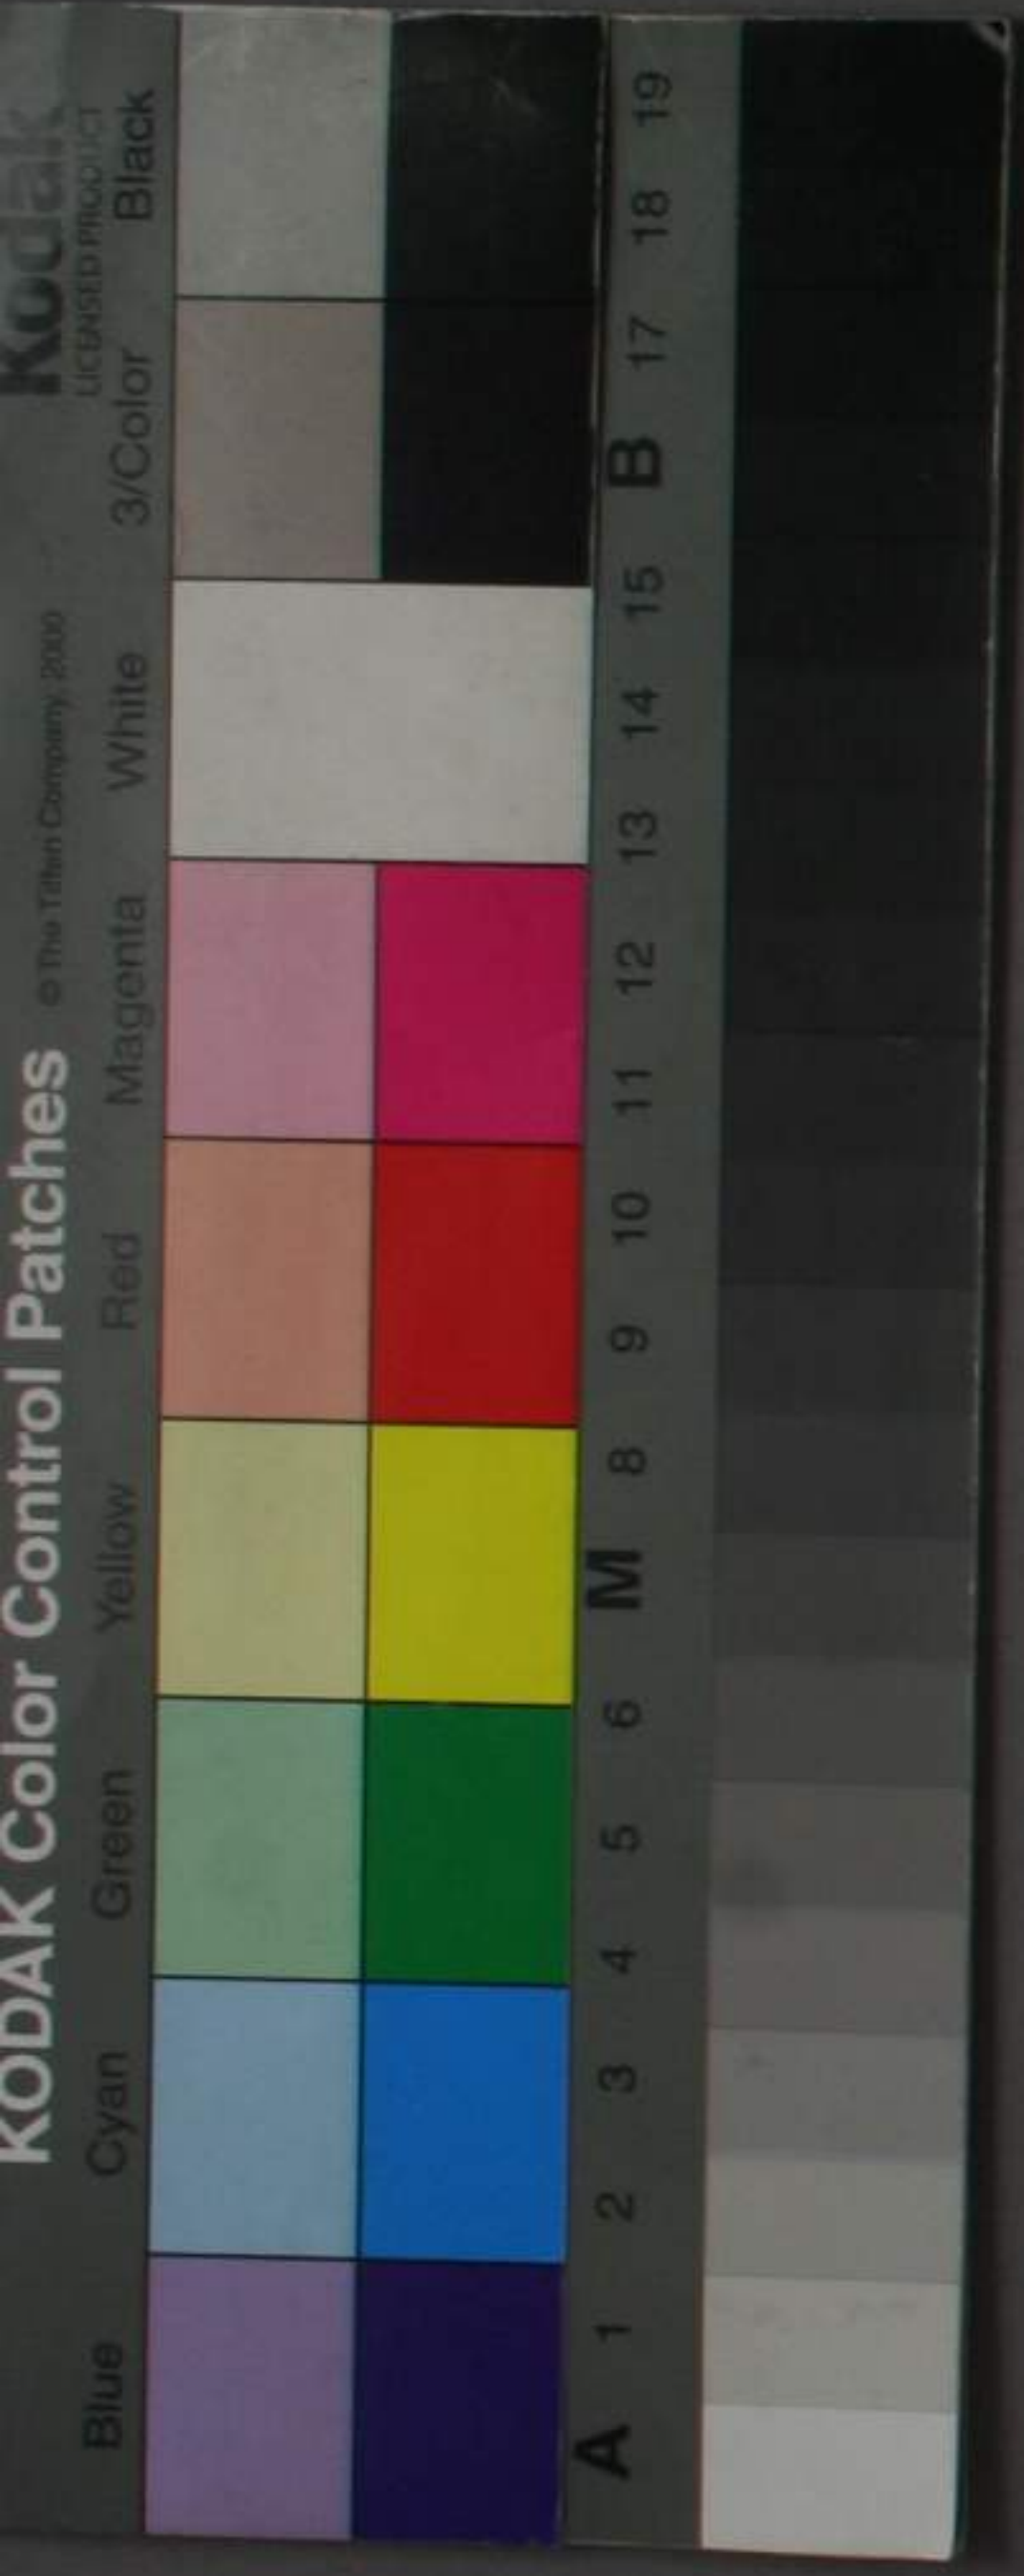 KODAK Color Control Patches
© The Tiffen Company, 2000
Kodak
LICENSED PRODUCT
Blue Cyan Green Yellow Red Magenta White 3/Color Black
A 1 2 3 4 5 6 M 8 9 10 11 12 13 14 15 B 17 18 19